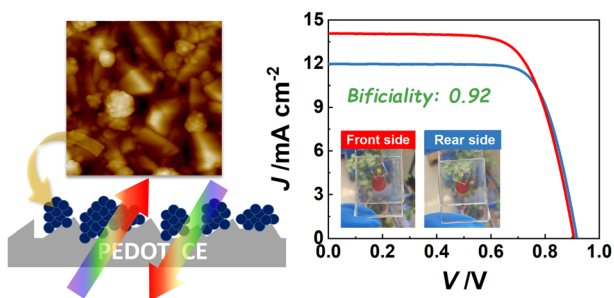 PEDOT-CE
15
12
9
6
3
0
J /mA cm-2
Bificiality: 0.92
Front side
Rear side
0.0
0.2
0.4
0.6
0.8
1.0
V /V